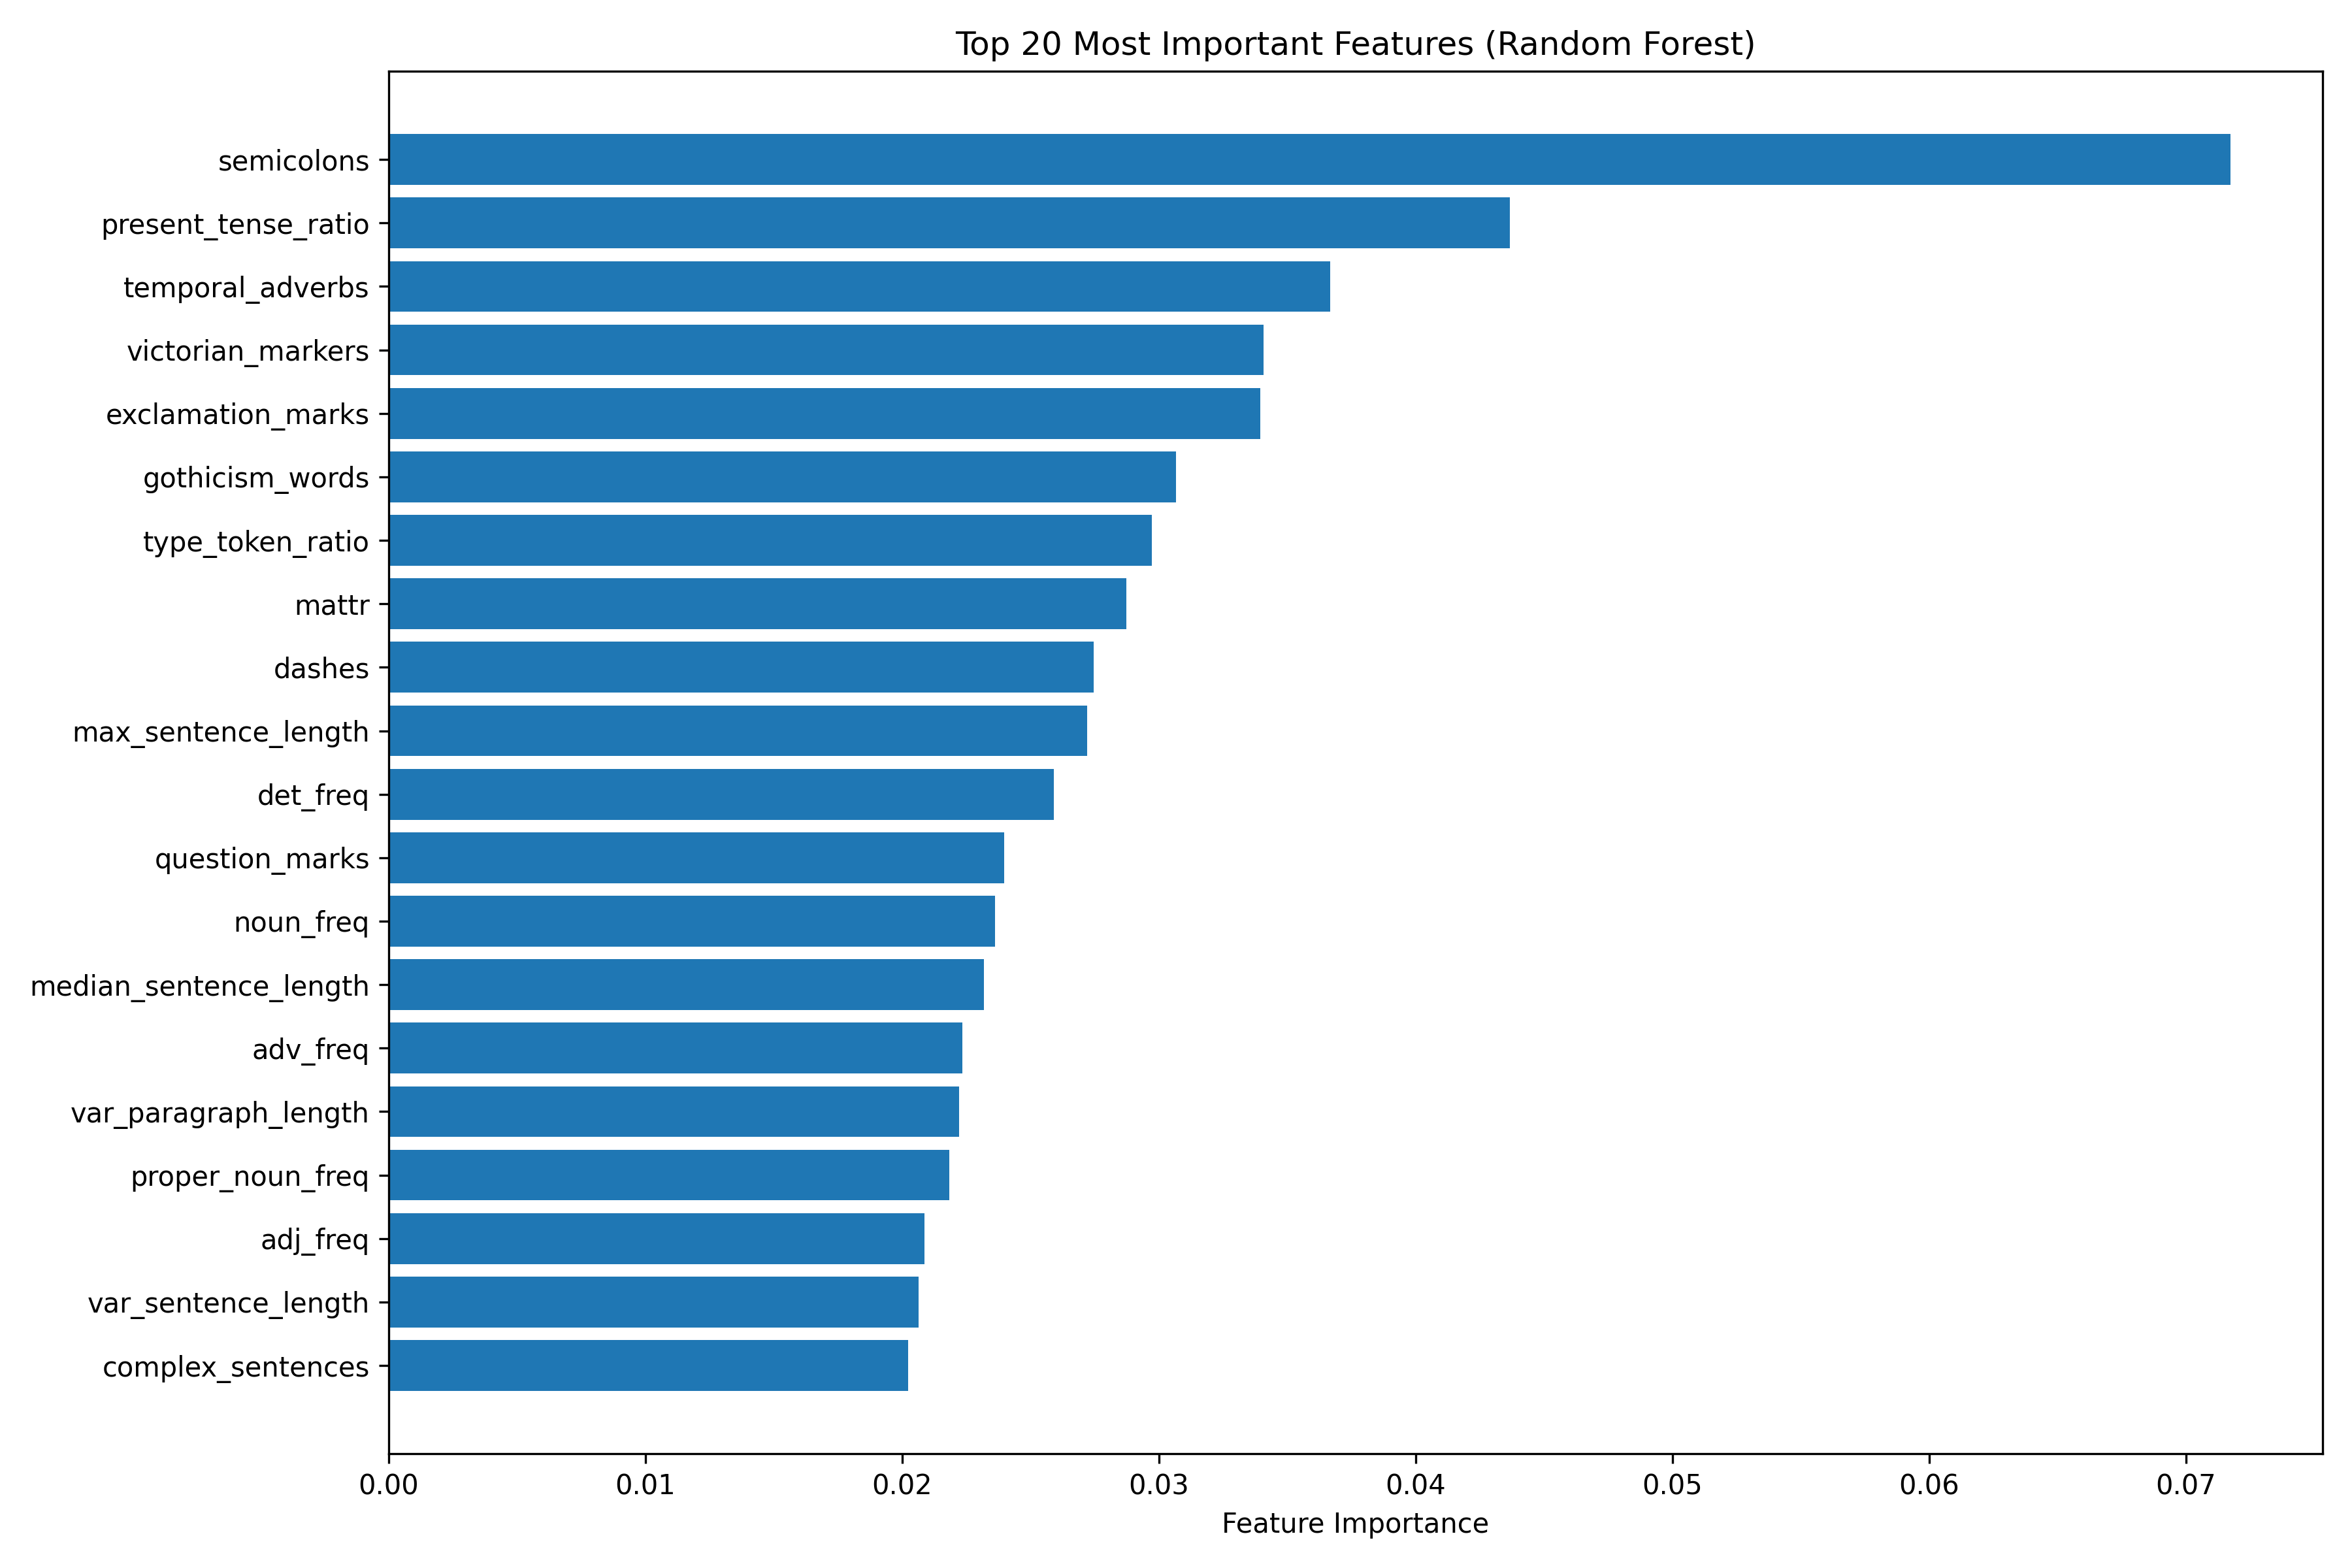 Top 20 Most Important Features (Random Forest)
semicolons
present_tense_ratio
temporal_adverbs
victorian_markers
exclamation_marks
gothicism_words
type_token_ratio
mattr
dashes
max_sentence_length
det_freq
question_marks
noun_freq
median_sentence_length
adv_freq
var_paragraph_length
proper_noun_freq
adj_freq
var_sentence_length
complex_sentences
0.00 0.01 0.02 0.03 0.04 0.05 0.06 0.07
Feature Importance